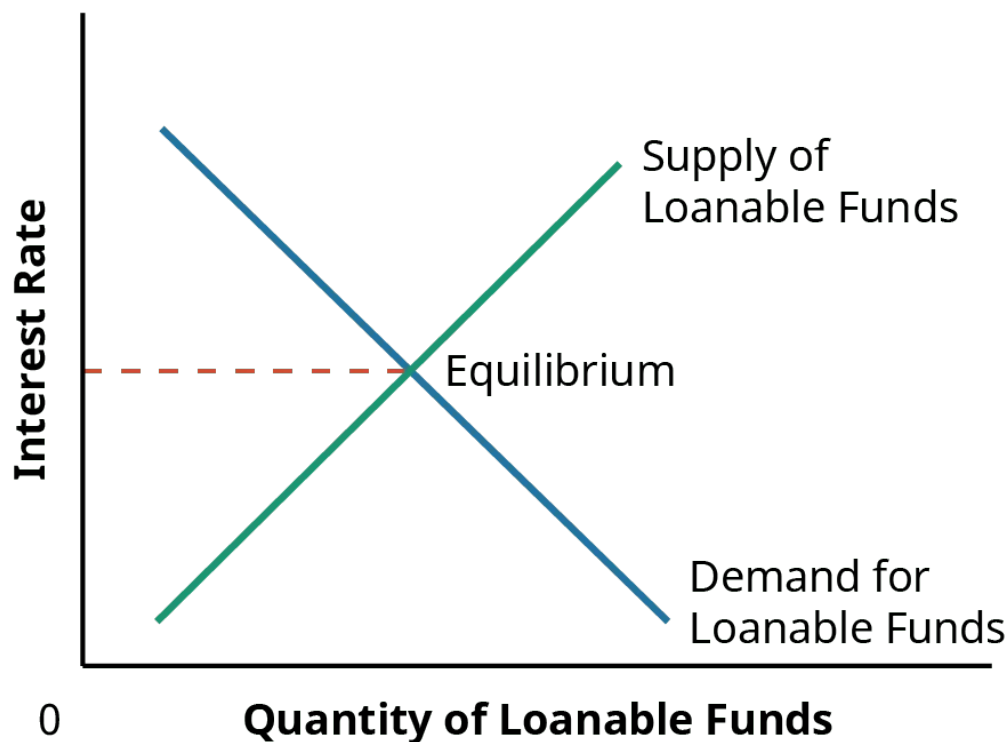 Supply of
Loanable Funds
Interest Rate
Equilibrium
Demand for
Loanable Funds
0
Quantity of Loanable Funds